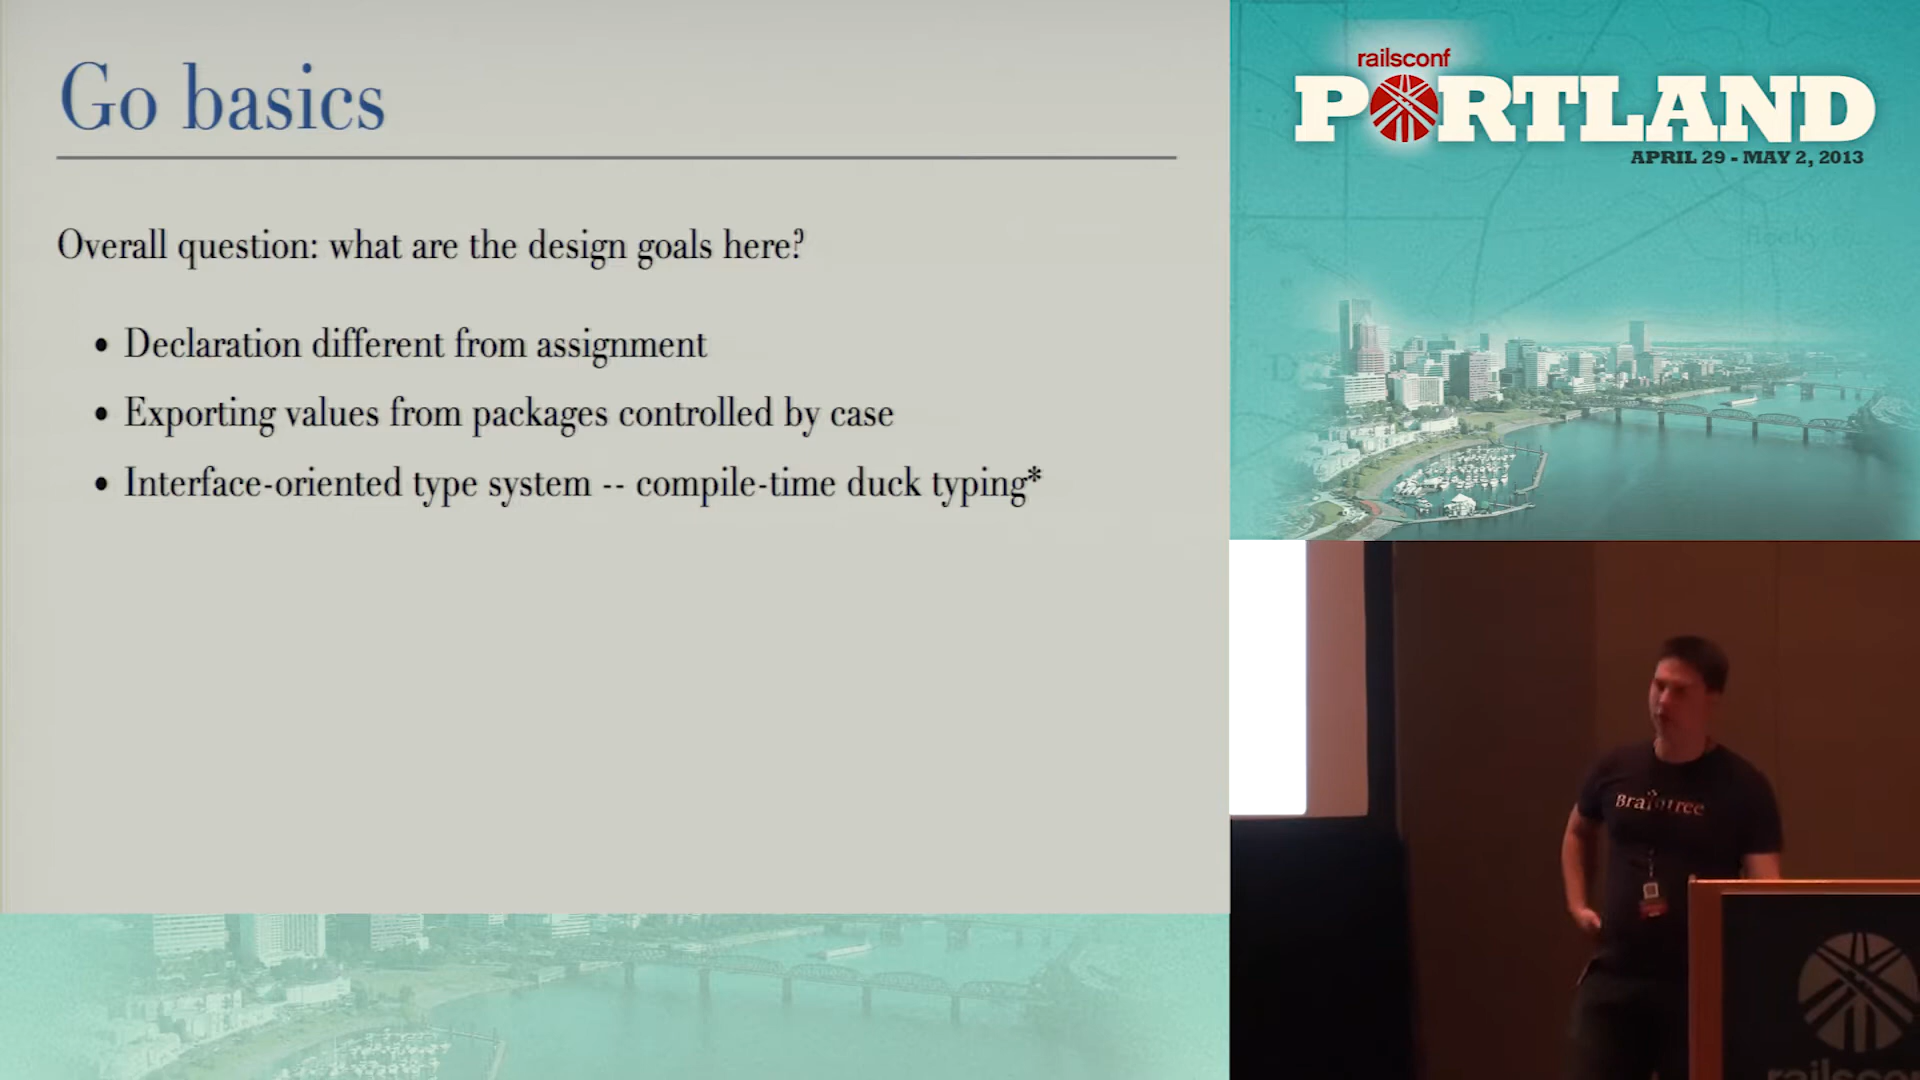 Go basics
Overall question: what are the design goals here?
• Declaration different from assignment
• Exporting values from packages controlled by case
• Interface-oriented type system -- compile-time duck typing*
railsconf
PORTLAND
APRIL 29 - MAY 2, 2013
Braintree